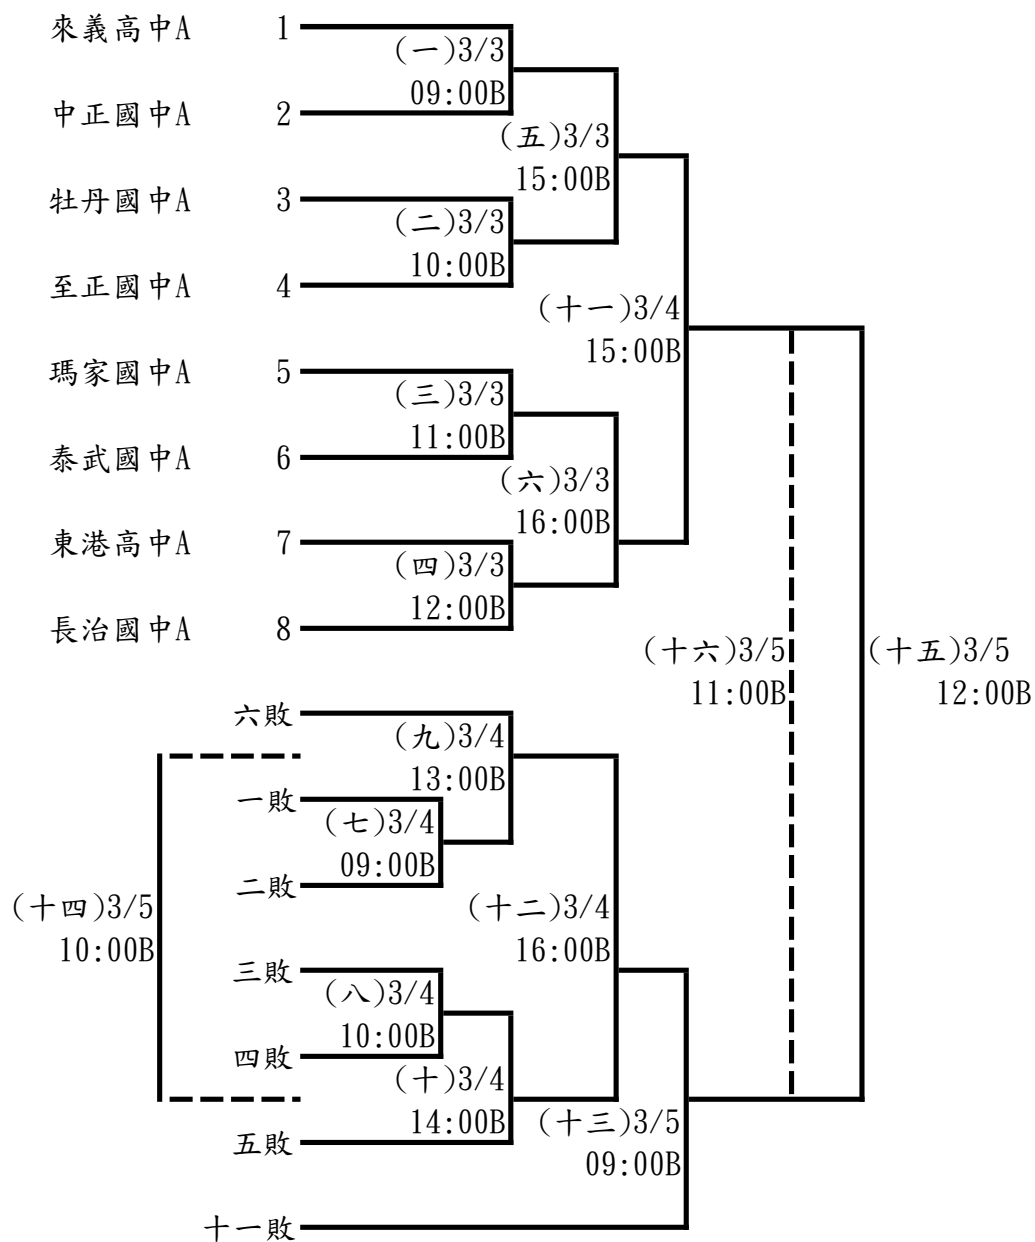 來義高中A 1
(一)3/3
09:00B
中正國中A 2
(五)3/3
15:00B
牡丹國中A 3
(二)3/3
10:00B
至正國中A 4
(十一)3/4
15:00B
瑪家國中A 5
(三)3/3
11:00B
泰武國中A 6
(六)3/3
16:00B
東港高中A 7
(四)3/3
12:00B
長治國中A 8
(十六)3/5
11:00B
(十五)3/5
12:00B
六敗
(九)3/4
13:00B
一敗
(七)3/4
09:00B
二敗
(十四)3/5
10:00B
(十二)3/4
16:00B
三敗
(八)3/4
10:00B
四敗
(十)3/4
14:00B
五敗
(十三)3/5
09:00B
十一敗